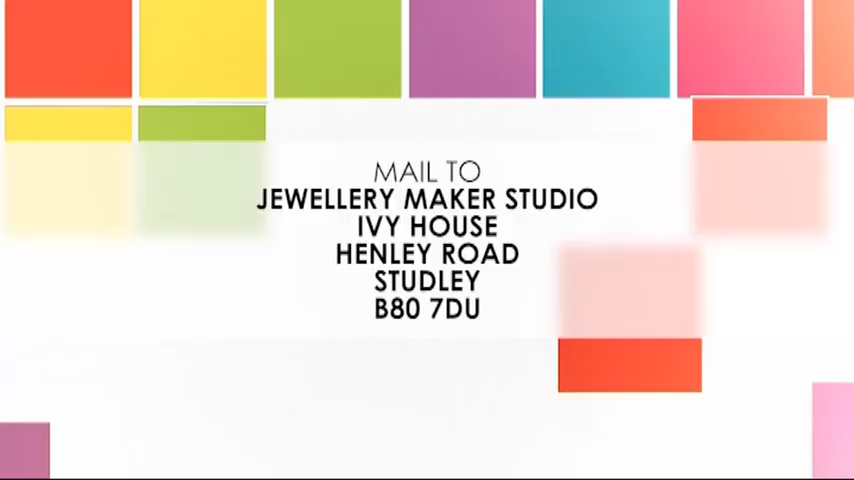 MAIL TO
JEWELLERY MAKER STUDIO
IVY HOUSE
HENLEY ROAD
STUDLEY
B80 7DU